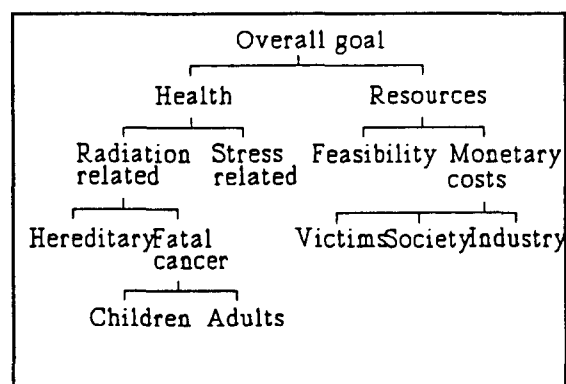 Overall goal
Health Resources
Radiation related Stress related Feasibility Monetary costs
Hereditary Fatal cancer Victims Society Industry
Children Adults